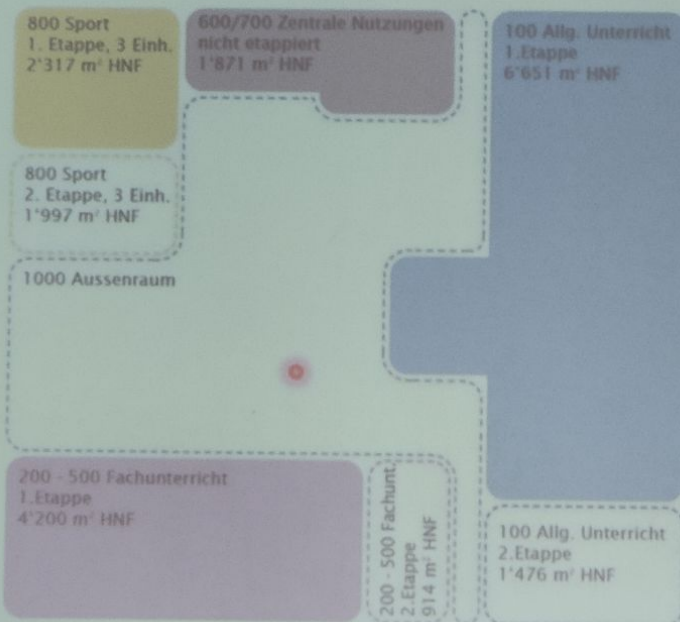 800 Sport
1. Etappe, 3 Einh.
2'317 m² HNF
600/700 Zentrale Nutzungen
nicht etappiert
1'871 m² HNF
100 Allg. Unterricht
1.Etappe
6'651 m² HNF
800 Sport
2. Etappe, 3 Einh.
1'997 m² HNF
1000 Aussenraum
200 - 500 Fachunterricht
1.Etappe
4'200 m² HNF
200 - 500 Fachunt.
2.Etappe
914 m² HNF
100 Allg. Unterricht
2.Etappe
1'476 m² HNF